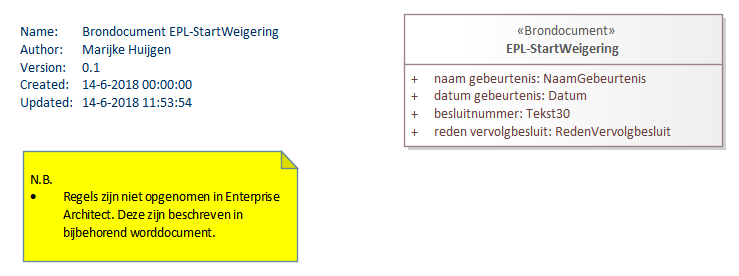 Name: Brondocument EPL-StartWeigering
Author: Marijke Huijgen
Version: 0.1
Created: 14-6-2018 00:00:00
Updated: 14-6-2018 11:53:54
«Brondocument»
EPL-StartWeigering
+ naam gebeurtenis: NaamGebeurtenis
+ datum gebeurtenis: Datum
+ besluitnummer: Tekst30
+ reden vervolgbesluit: RedenVervolgbesluit
N.B.
• Regels zijn niet opgenomen in Enterprise
Architect. Deze zijn beschreven in
bijbehorend worddocument.